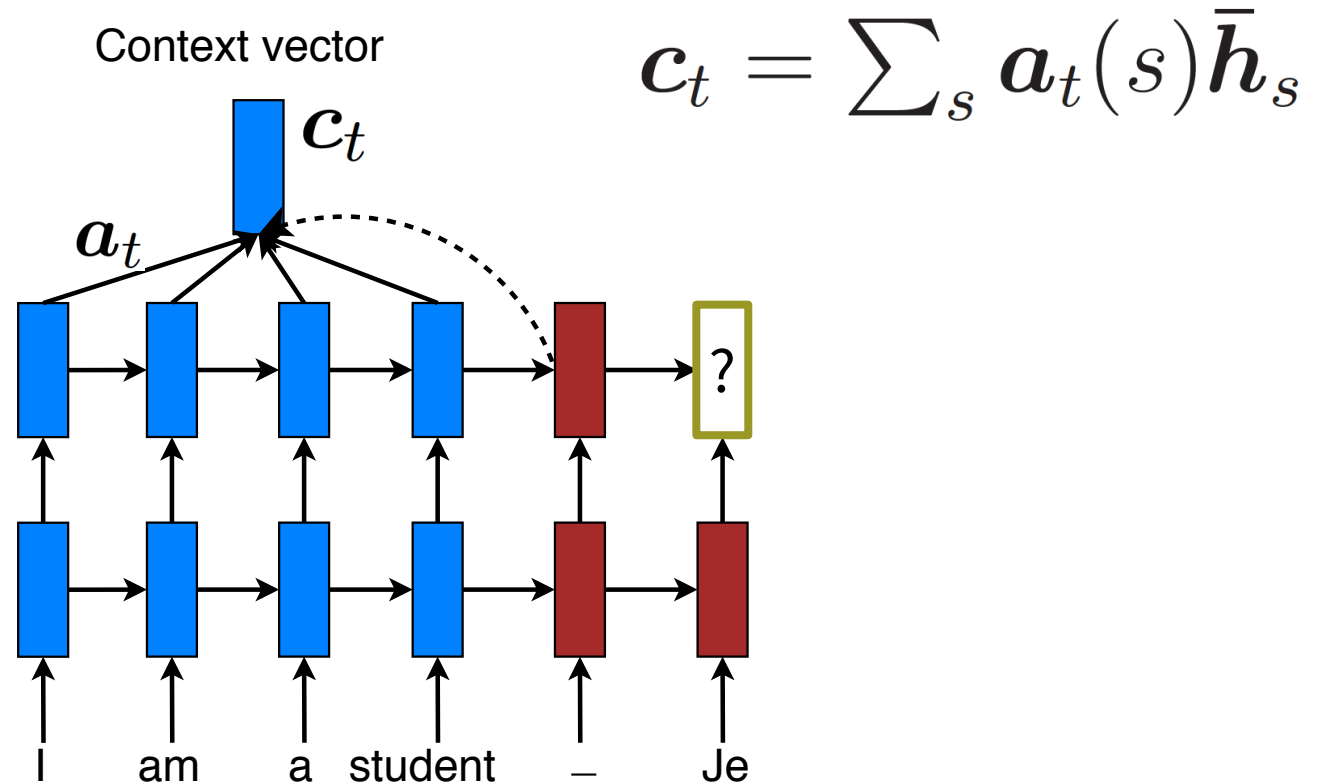 Context vector
c_t = ∑_s a_t(s) h̄_s
c_t
a_t
?
I am a student _ Je